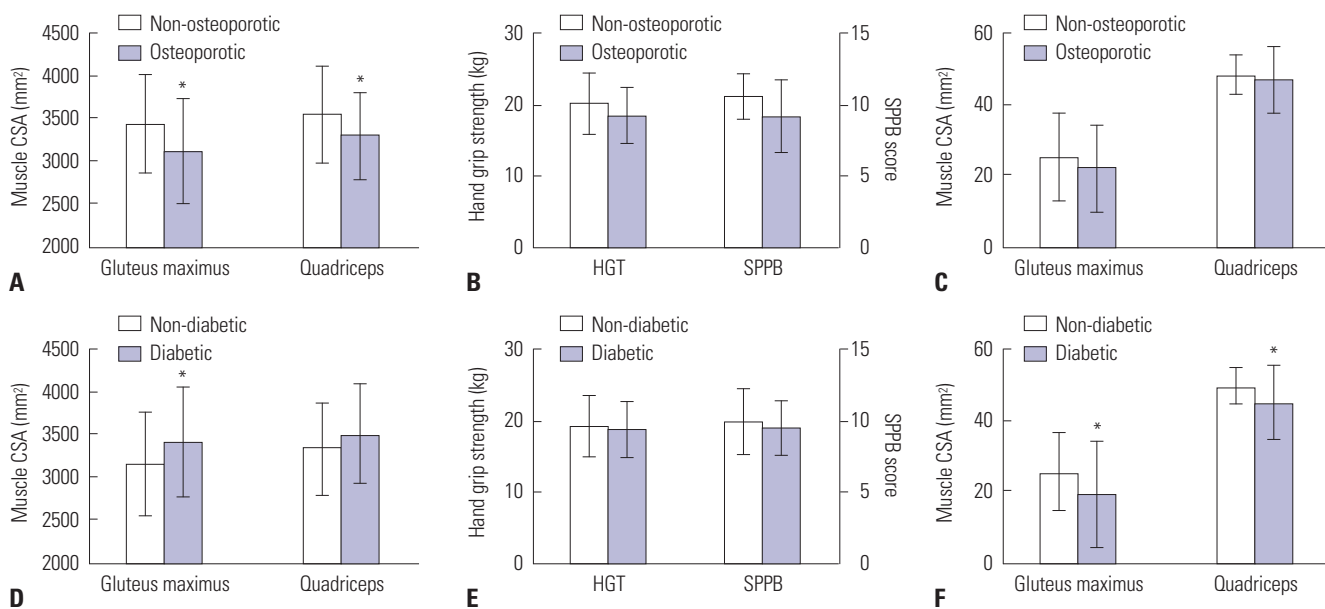 Non-osteoporotic
Osteoporotic
Muscle CSA (mm²)
4500
4000
3500
3000
2500
2000
*
*
Gluteus maximus
Quadriceps
A
Non-osteoporotic
Osteoporotic
Hand grip strength (kg)
30
20
10
0
15
10
5
0
SPPB score
HGT
SPPB
B
Non-osteoporotic
Osteoporotic
Muscle CSA (mm²)
60
40
20
0
Gluteus maximus
Quadriceps
C
Non-diabetic
Diabetic
Muscle CSA (mm²)
4500
4000
3500
3000
2500
2000
*
Gluteus maximus
Quadriceps
D
Non-diabetic
Diabetic
Hand grip strength (kg)
30
20
10
0
15
10
5
0
SPPB score
HGT
SPPB
E
Non-diabetic
Diabetic
Muscle CSA (mm²)
60
40
20
0
*
*
Gluteus maximus
Quadriceps
F